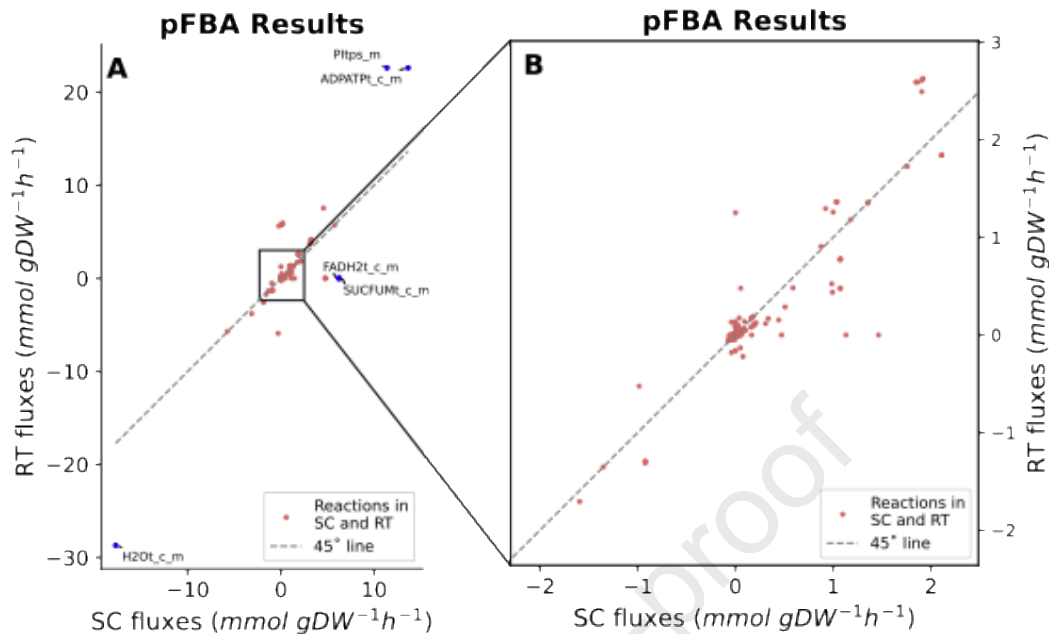 pFBA Results
pFBA Results
A
B
PItps_m
ADPATPt_c_m
FADH2t_c_m
SUCFUMt_c_m
H2Ot_c_m
20
10
0
−10
−20
−30
−10
0
10
RT fluxes (mmol gDW⁻¹h⁻¹)
SC fluxes (mmol gDW⁻¹h⁻¹)
Reactions in
SC and RT
45° line
3
2
1
0
−1
−2
−2
−1
0
1
2
RT fluxes (mmol gDW⁻¹h⁻¹)
SC fluxes (mmol gDW⁻¹h⁻¹)
Reactions in
SC and RT
45° line
proof